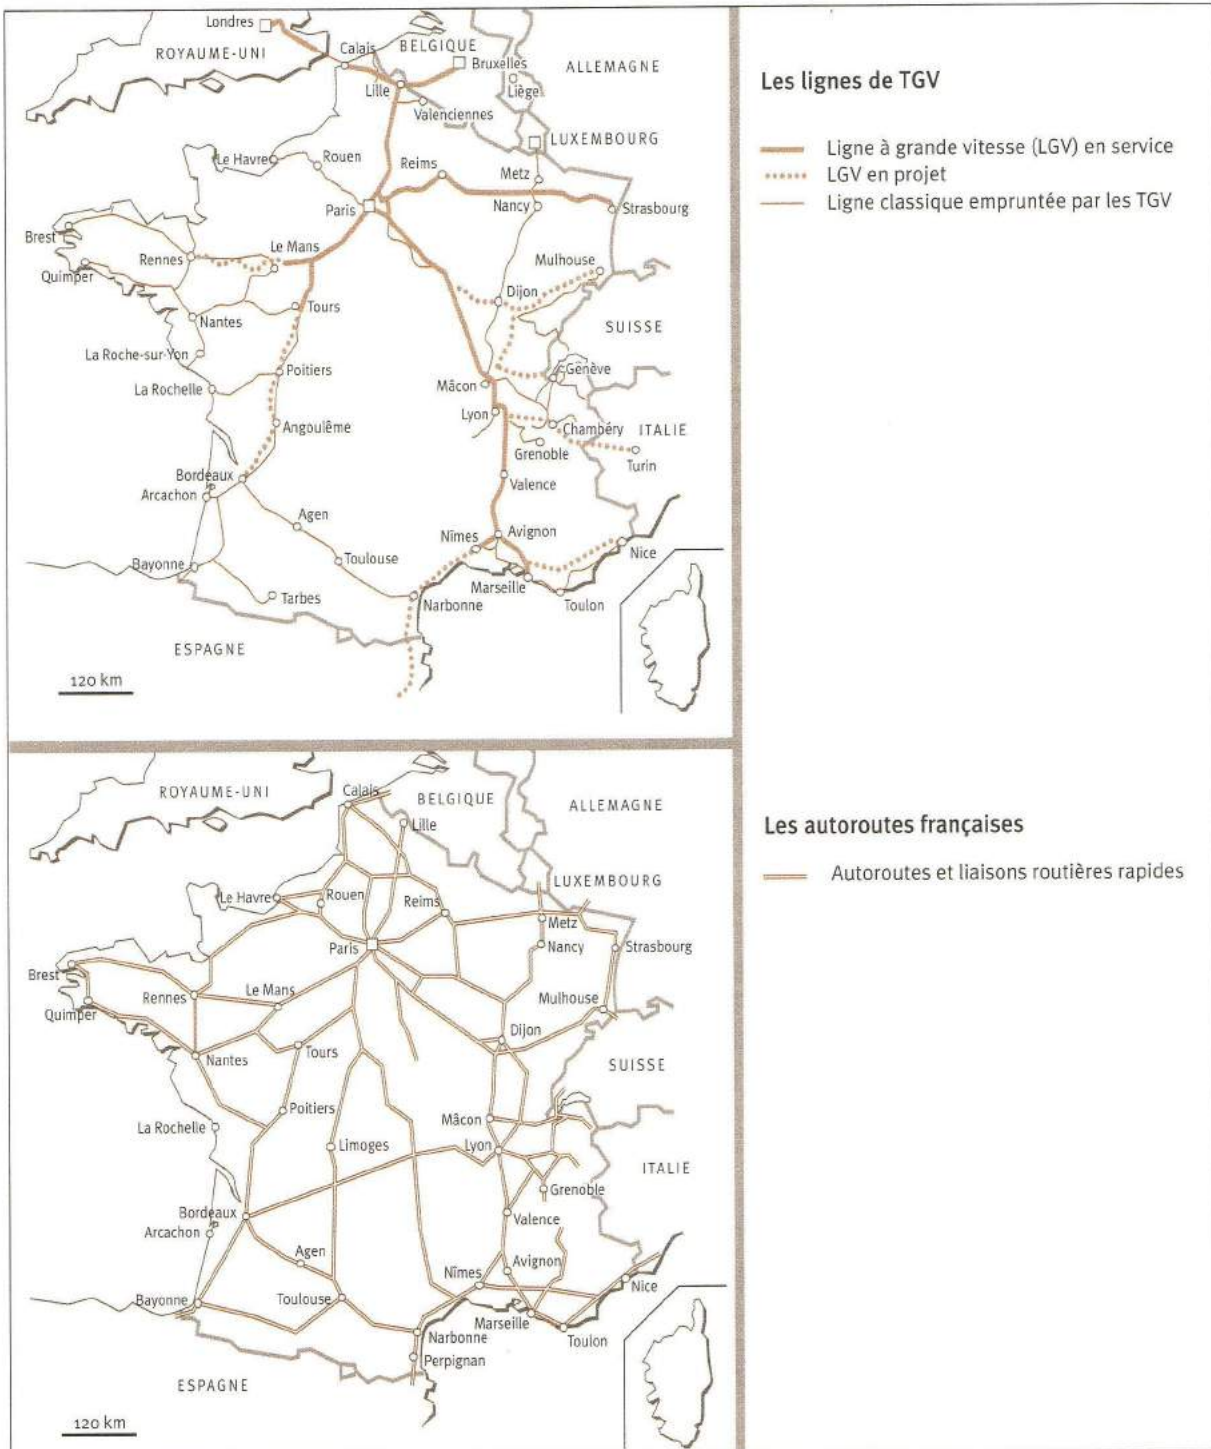 Londres
ROYAUME-UNI
Calais
BELGIQUE
Bruxelles
ALLEMAGNE
Lille
Liège
Valenciennes
LUXEMBOURG
Le Havre
Rouen
Reims
Metz
Paris
Nancy
Strasbourg
Brest
Rennes
Le Mans
Quimper
Mulhouse
Dijon
Tours
Nantes
SUISSE
La Roche-sur-Yon
Poitiers
Genève
La Rochelle
Mâcon
Lyon
Angoulême
Chambéry
ITALIE
Grenoble
Turin
Bordeaux
Arcachon
Valence
Agen
Nîmes
Avignon
Toulouse
Nice
Bayonne
Marseille
Tarbes
Narbonne
Toulon
ESPAGNE
120 km
Les lignes de TGV
Ligne à grande vitesse (LGV) en service
LGV en projet
Ligne classique empruntée par les TGV
ROYAUME-UNI
Calais
BELGIQUE
ALLEMAGNE
Lille
LUXEMBOURG
Le Havre
Rouen
Reims
Metz
Paris
Nancy
Strasbourg
Brest
Rennes
Le Mans
Mulhouse
Quimper
Dijon
Nantes
Tours
SUISSE
Poitiers
Mâcon
La Rochelle
Limoges
Lyon
ITALIE
Grenoble
Bordeaux
Valence
Arcachon
Agen
Avignon
Nîmes
Nice
Bayonne
Toulouse
Marseille
Toulon
Narbonne
Perpignan
ESPAGNE
120 km
Les autoroutes françaises
Autoroutes et liaisons routières rapides